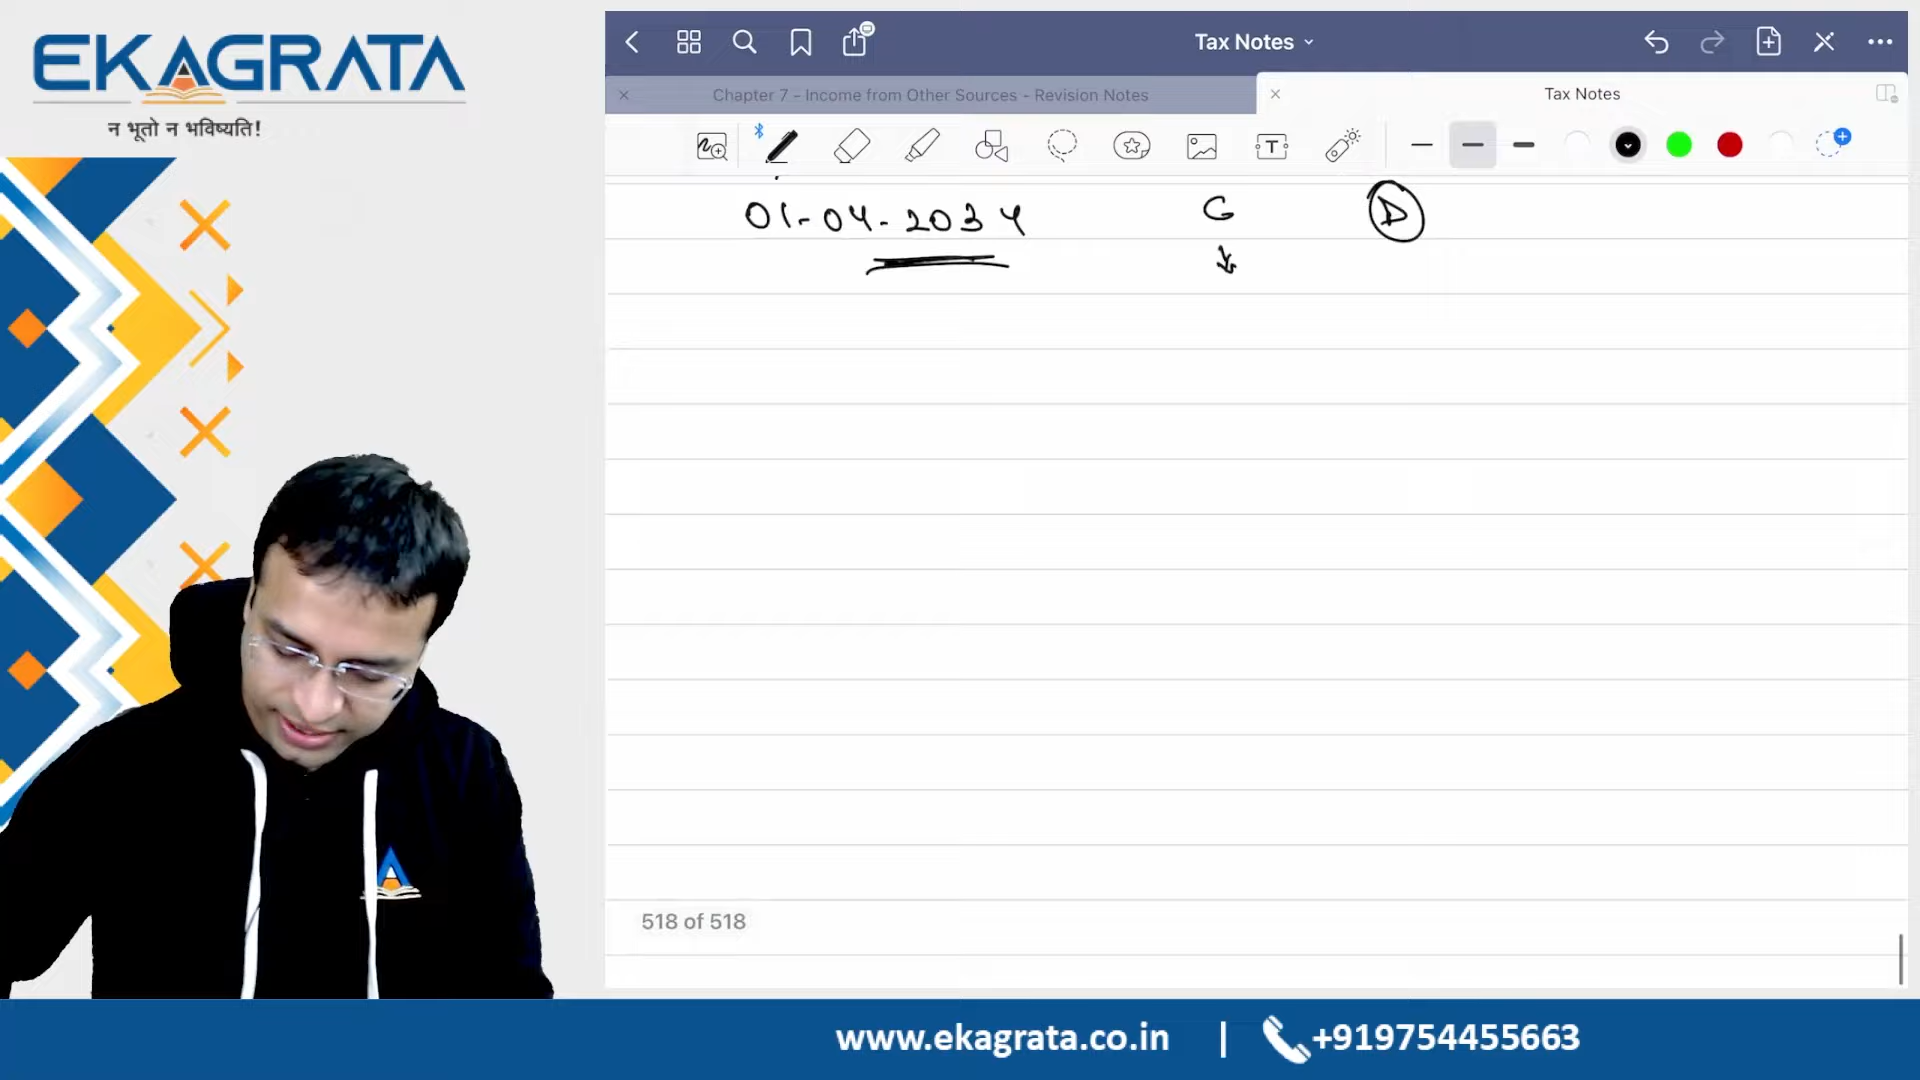 EKAGRATA
न भूतो न भविष्यति!
Tax Notes
Chapter 7 - Income from Other Sources - Revision Notes
Tax Notes
T
01-04-2034 G D
518 of 518
www.ekagrata.co.in | +919754455663